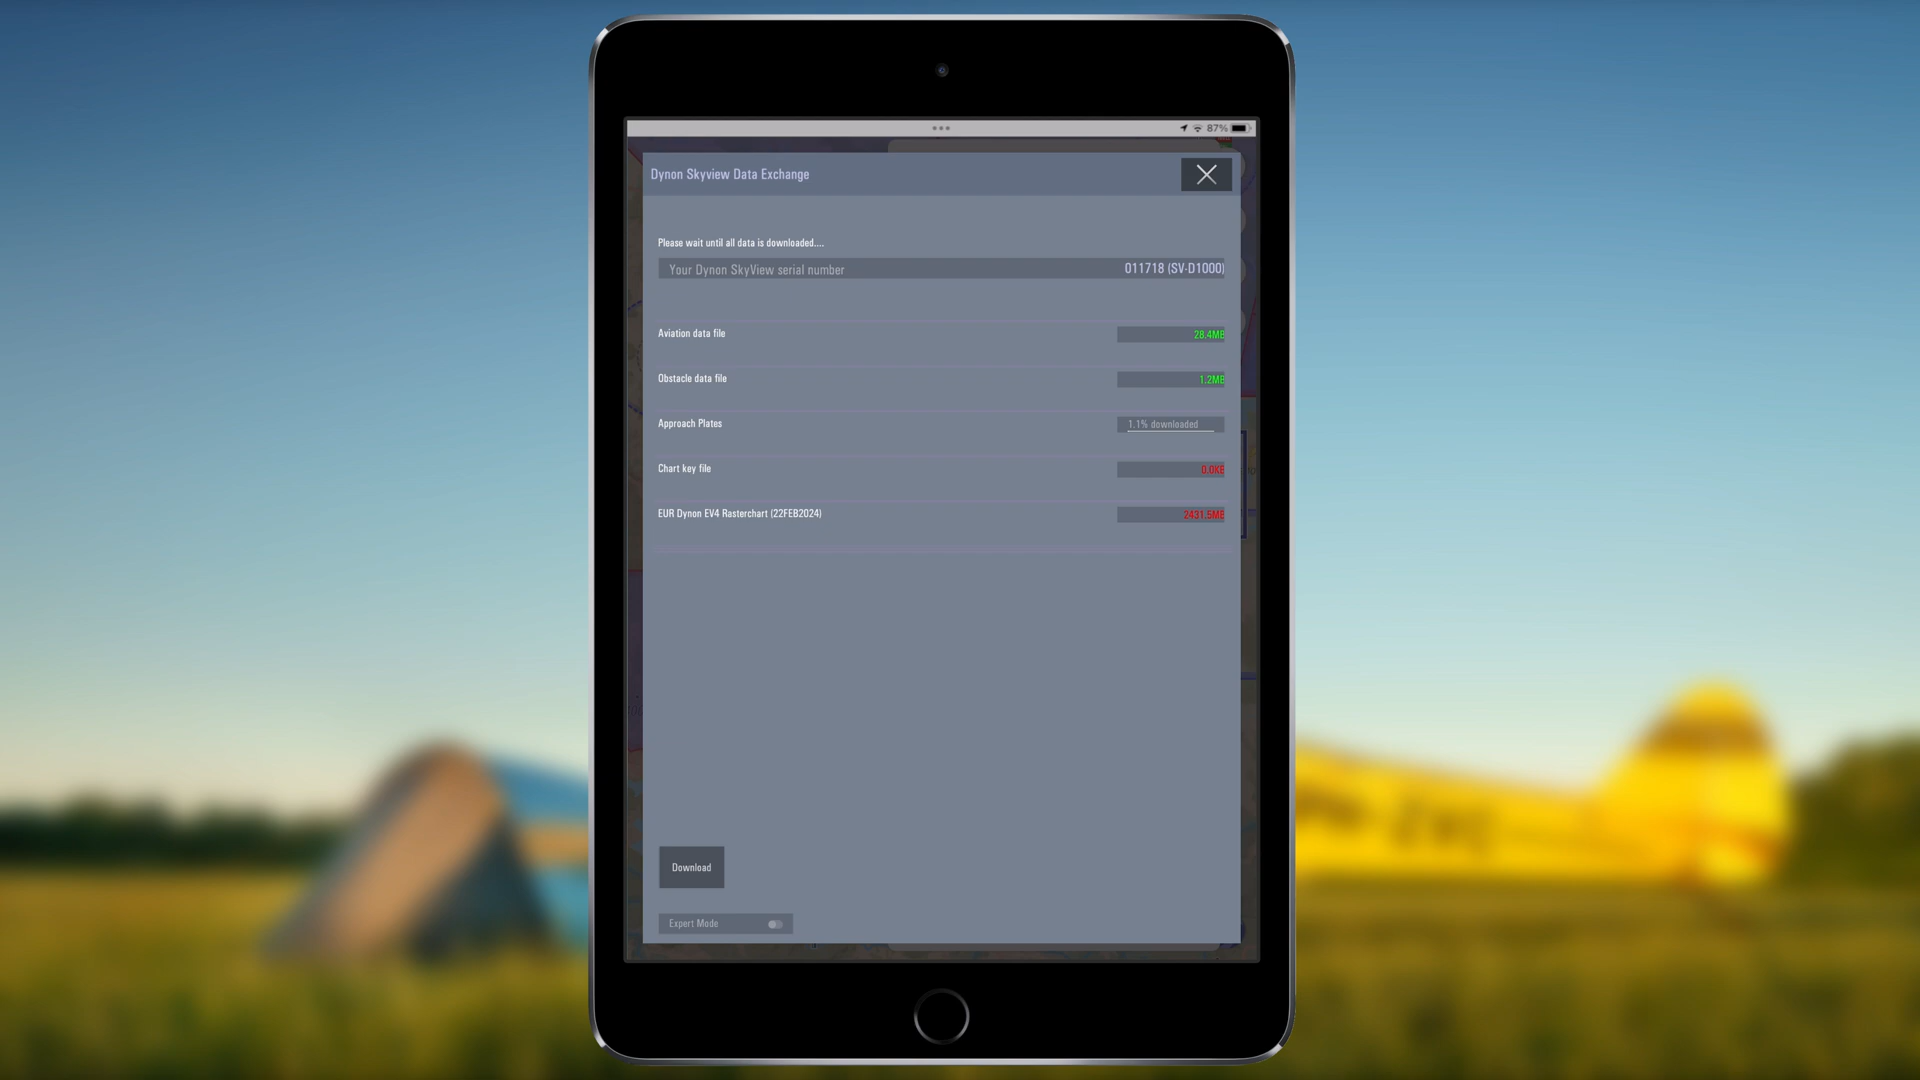 87%
Dynon Skyview Data Exchange
Please wait until all data is downloaded....
Your Dynon SkyView serial number 011718 (SV-D1000)
Aviation data file 28.4MB
Obstacle data file 1.2MB
Approach Plates 1.1% downloaded
Chart key file 0.0KB
EUR Dynon EV4 Rasterchart (22FEB2024) 2431.5MB
Download
Expert Mode